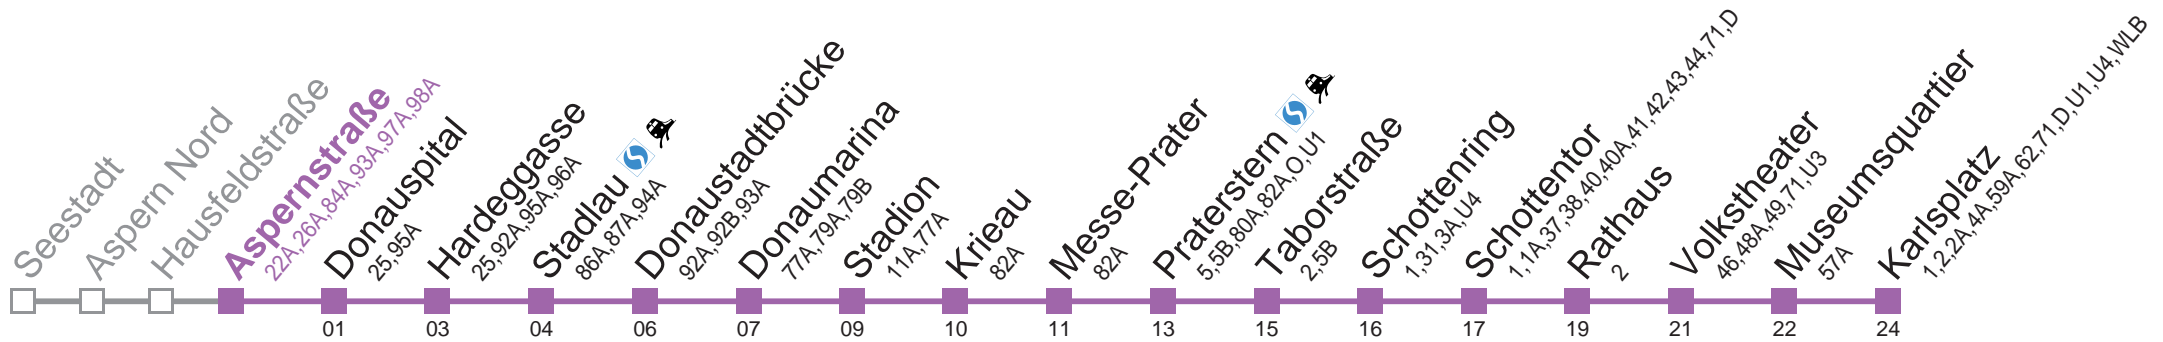 Seestadt
Aspern Nord
Hausfeldstraße
Aspernstraße
22A,26A,84A,93A,97A,98A
Donauspital
25,95A
01
Hardeggasse
25,92A,95A,96A
03
Stadlau
86A,87A,94A
04
Donaustadtbrücke
92A,92B,93A
06
Donaumarina
77A,79A,79B
07
Stadion
11A,77A
09
Krieau
82A
10
Messe-Prater
82A
11
Praterstern
5,5B,80A,82A,O,U1
13
Taborstraße
2,5B
15
Schottenring
1,31,3A,U4
16
Schottentor
1,1A,37,38,40,40A,41,42,43,44,71,D
17
Rathaus
2
19
Volkstheater
46,48A,49,71,U3
21
Museumsquartier
57A
22
Karlsplatz
1,2,2A,4A,59A,62,71,D,U1,U4,WLB
24